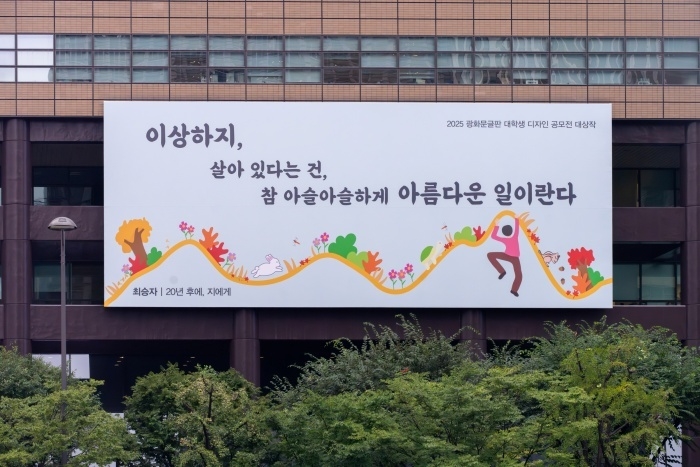 2025 광화문글판 대학생 디자인 공모전 대상작
이상하지,
살아 있다는 건,
참 아슬아슬하게 아름다운 일이란다
최승자 | 20년 후에, 지에게